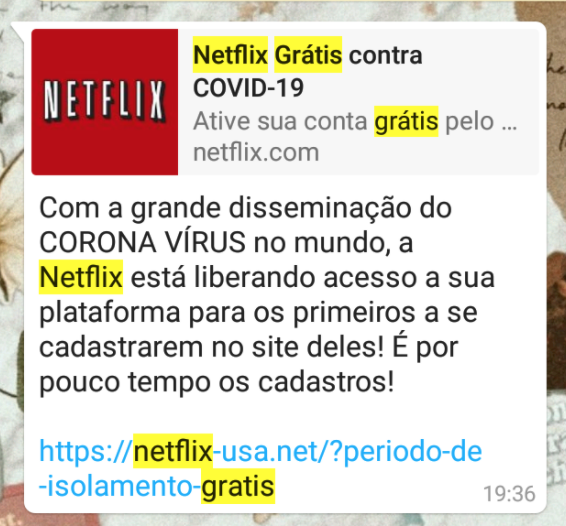 NETFLIX
Netflix Grátis contra
COVID-19
Ative sua conta grátis pelo ...
netflix.com
Com a grande disseminação do
CORONA VÍRUS no mundo, a
Netflix está liberando acesso a sua
plataforma para os primeiros a se
cadastrarem no site deles! É por
pouco tempo os cadastros!
https://netflix-usa.net/?periodo-de
-isolamento-gratis
19:36